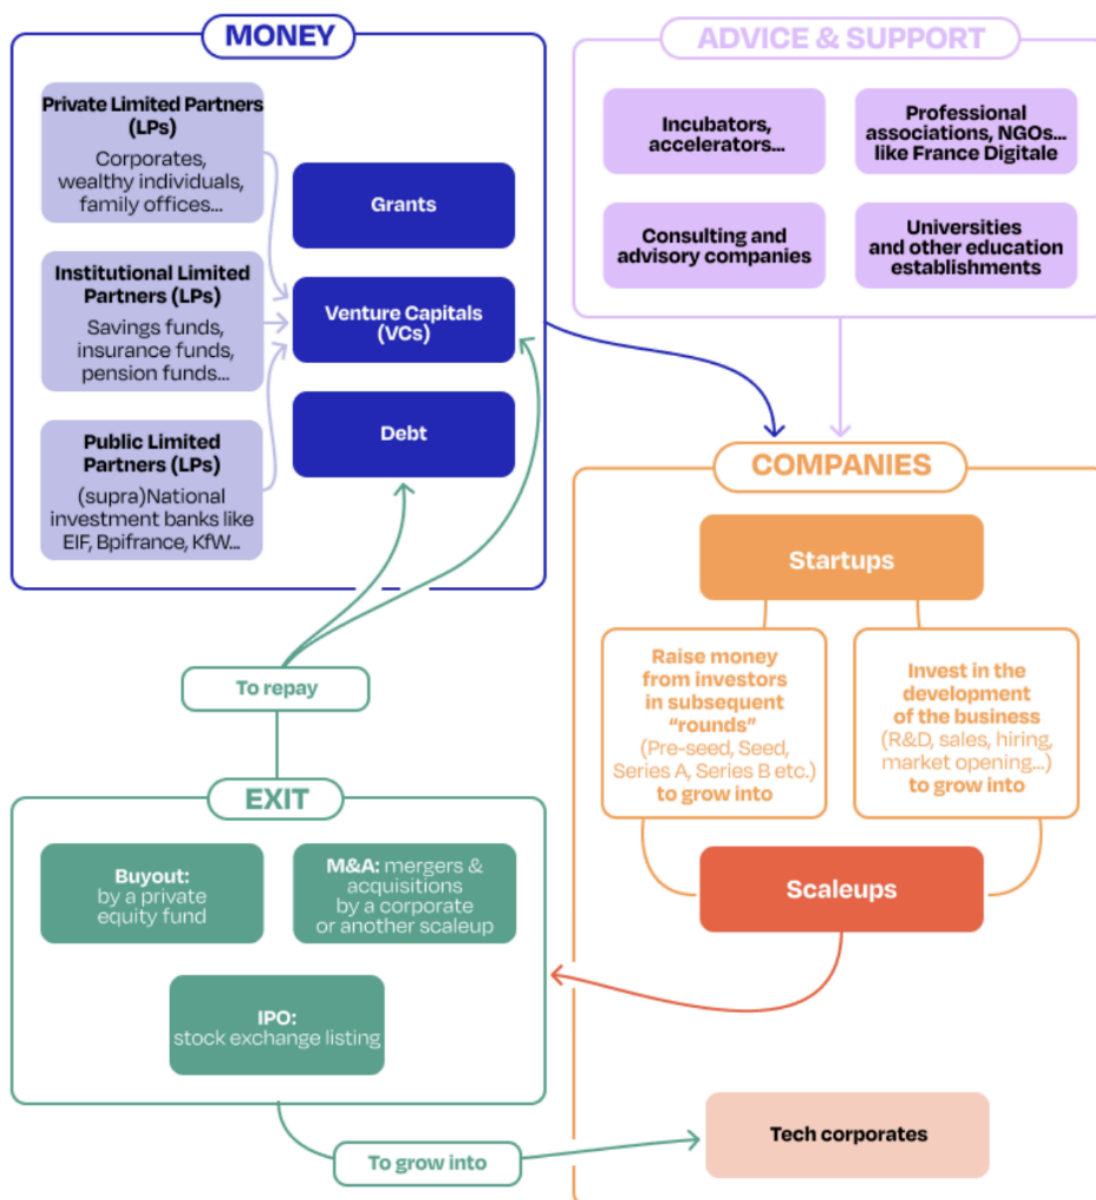 MONEY
Private Limited Partners
(LPs)
Corporates,
wealthy individuals,
family offices...
Institutional Limited
Partners (LPs)
Savings funds,
insurance funds,
pension funds...
Public Limited
Partners (LPs)
(supra)National
investment banks like
EIF, Bpifrance, KfW...
Grants
Venture Capitals
(VCs)
Debt
ADVICE & SUPPORT
Incubators,
accelerators...
Professional
associations, NGOs...
like France Digitale
Consulting and
advisory companies
Universities
and other education
establishments
COMPANIES
Startups
Raise money
from investors
in subsequent
“rounds”
(Pre-seed, Seed,
Series A, Series B etc.)
to grow into
Invest in the
development
of the business
(R&D, sales, hiring,
market opening...)
to grow into
Scaleups
To repay
EXIT
Buyout:
by a private
equity fund
M&A: mergers &
acquisitions
by a corporate
or another scaleup
IPO:
stock exchange listing
To grow into
Tech corporates